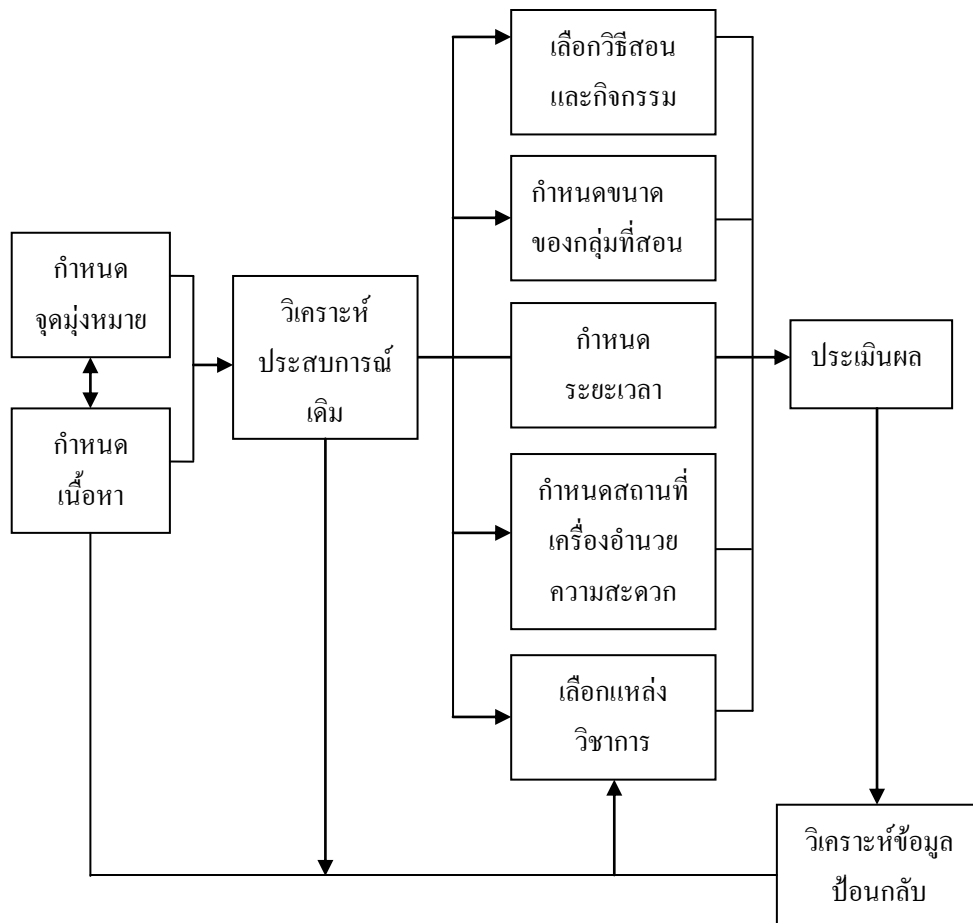 กำหนด
จุดมุ่งหมาย
กำหนด
เนื้อหา
วิเคราะห์
ประสบการณ์
เดิม
เลือกวิธีสอน
และกิจกรรม
กำหนดขนาด
ของกลุ่มที่สอน
กำหนด
ระยะเวลา
กำหนดสถานที่
เครื่องอำนวย
ความสะดวก
เลือกแหล่ง
วิชาการ
ประเมินผล
วิเคราะห์ข้อมูล
ป้อนกลับ